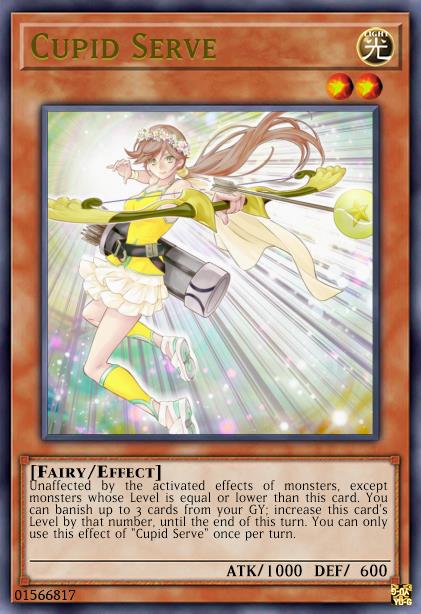 CUPID SERVE
LIGHT
光
[FAIRY/EFFECT]
Unaffected by the activated effects of monsters, except
monsters whose Level is equal or lower than this card. You
can banish up to 3 cards from your GY; increase this card's
Level by that number, until the end of this turn. You can only
use this effect of "Cupid Serve" once per turn.
ATK/1000 DEF/ 600
01566817